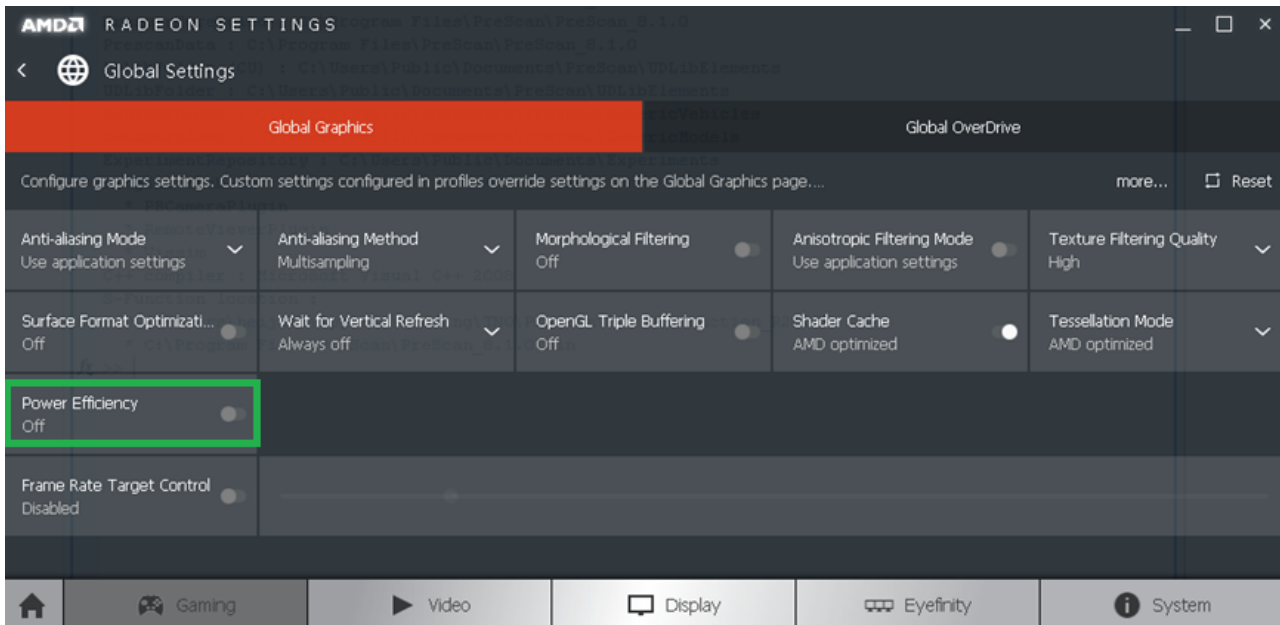 AMD RADEON SETTINGS
Global Settings
Global Graphics
Global OverDrive
Configure graphics settings. Custom settings configured in profiles override settings on the Global Graphics page....
more...
Reset
Anti-aliasing Mode
Use application settings
Anti-aliasing Method
Multisampling
Morphological Filtering
Off
Anisotropic Filtering Mode
Use application settings
Texture Filtering Quality
High
Surface Format Optimizati...
Off
Wait for Vertical Refresh
Always off
OpenGL Triple Buffering
Off
Shader Cache
AMD optimized
Tessellation Mode
AMD optimized
Power Efficiency
Off
Frame Rate Target Control
Disabled
Gaming
Video
Display
Eyefinity
System